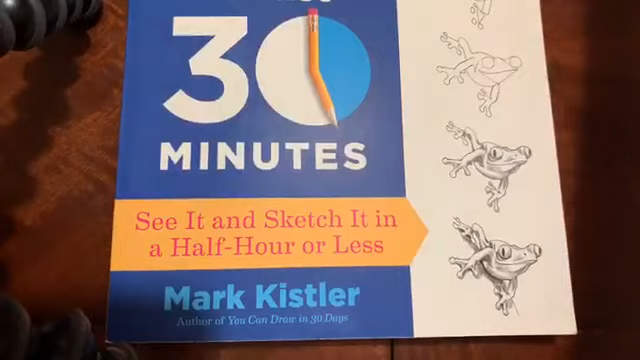 30
MINUTES
See It and Sketch It in
a Half-Hour or Less
Mark Kistler
Author of You Can Draw in 30 Days